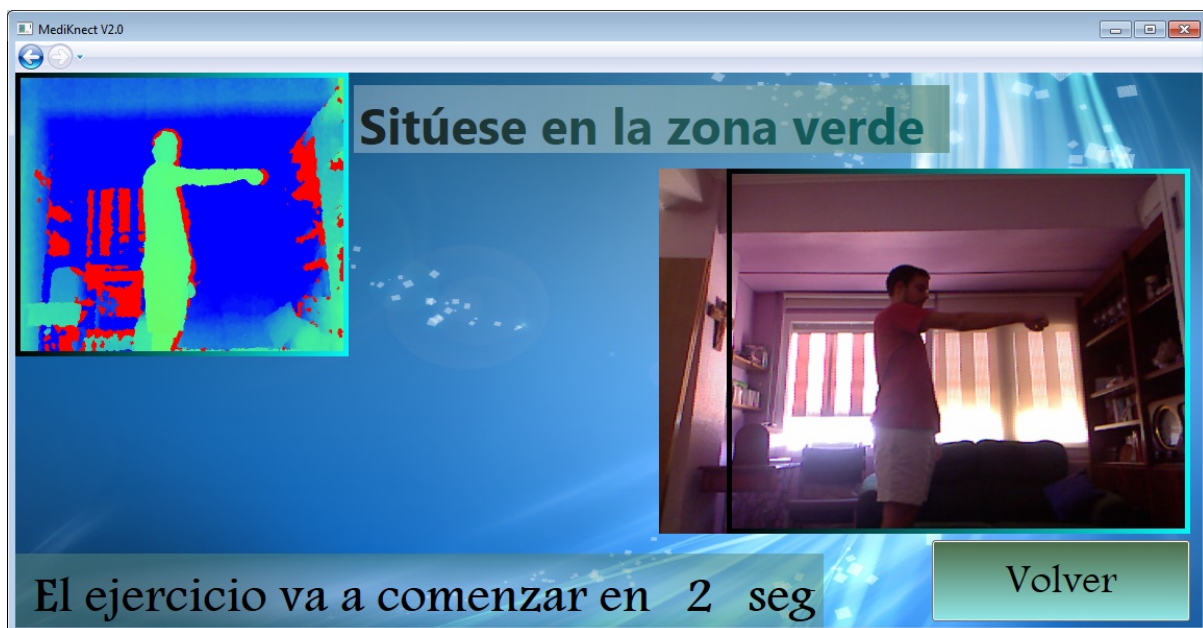 MediKnect V2.0
Sitúese en la zona verde
El ejercicio va a comenzar en 2 seg
Volver